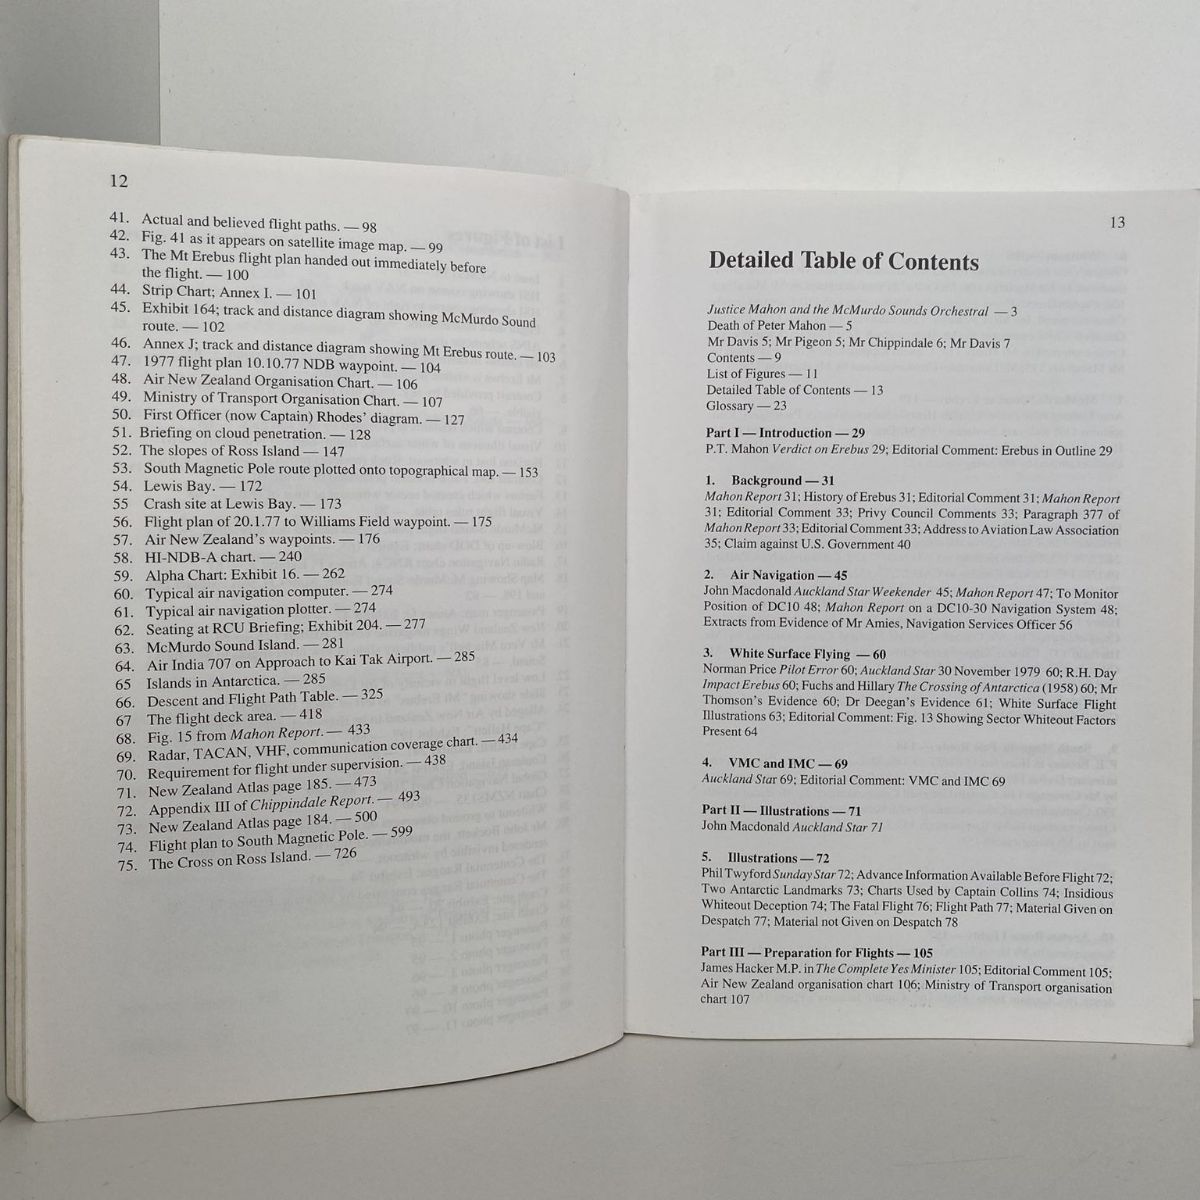 12
41. Actual and believed flight paths. — 98
42. Fig. 41 as it appears on satellite image map. — 99
43. The Mt Erebus flight plan handed out immediately before
the flight. — 100
44. Strip Chart; Annex I. — 101
45. Exhibit 164; track and distance diagram showing McMurdo Sound
route. — 102
46. Annex J; track and distance diagram showing Mt Erebus route. — 103
47. 1977 flight plan 10.10.77 NDB waypoint. — 104
48. Air New Zealand Organisation Chart. — 106
49. Ministry of Transport Organisation Chart. — 107
50. First Officer (now Captain) Rhodes' diagram. — 127
51. Briefing on cloud penetration. — 128
52. The slopes of Ross Island — 147
53. South Magnetic Pole route plotted onto topographical map. — 153
54. Lewis Bay. — 172
55 Crash site at Lewis Bay. — 173
56. Flight plan of 20.1.77 to Williams Field waypoint. — 175
57. Air New Zealand's waypoints. — 176
58. HI-NDB-A chart. — 240
59. Alpha Chart: Exhibit 16. — 262
60. Typical air navigation computer. — 274
61. Typical air navigation plotter. — 274
62. Seating at RCU Briefing; Exhibit 204. — 277
63. McMurdo Sound Island. — 281
64. Air India 707 on Approach to Kai Tak Airport. — 285
65 Islands in Antarctica. — 285
66. Descent and Flight Path Table. — 325
67 The flight deck area. — 418
68. Fig. 15 from Mahon Report. — 433
69. Radar, TACAN, VHF, communication coverage chart. — 434
70. Requirement for flight under supervision. — 438
71. New Zealand Atlas page 185. — 473
72. Appendix III of Chippindale Report. — 493
73. New Zealand Atlas page 184. — 500
74. Flight plan to South Magnetic Pole. — 599
75. The Cross on Ross Island. — 726
13
Detailed Table of Contents
Justice Mahon and the McMurdo Sounds Orchestral — 3
Death of Peter Mahon — 5
Mr Davis 5; Mr Pigeon 5; Mr Chippindale 6; Mr Davis 7
Contents — 9
List of Figures — 11
Detailed Table of Contents — 13
Glossary — 23
Part I — Introduction — 29
P.T. Mahon Verdict on Erebus 29; Editorial Comment: Erebus in Outline 29
1. Background — 31
Mahon Report 31; History of Erebus 31; Editorial Comment 31; Mahon Report
31; Editorial Comment 33; Privy Council Comments 33; Paragraph 377 of
Mahon Report 33; Editorial Comment 33; Address to Aviation Law Association
35; Claim against U.S. Government 40
2. Air Navigation — 45
John Macdonald Auckland Star Weekender 45; Mahon Report 47; To Monitor
Position of DC10 48; Mahon Report on a DC10-30 Navigation System 48;
Extracts from Evidence of Mr Amies, Navigation Services Officer 56
3. White Surface Flying — 60
Norman Price Pilot Error 60; Auckland Star 30 November 1979 60; R.H. Day
Impact Erebus 60; Fuchs and Hillary The Crossing of Antarctica (1958) 60; Mr
Thomson's Evidence 60; Dr Deegan's Evidence 61; White Surface Flight
Illustrations 63; Editorial Comment: Fig. 13 Showing Sector Whiteout Factors
Present 64
4. VMC and IMC — 69
Auckland Star 69; Editorial Comment: VMC and IMC 69
Part II — Illustrations — 71
John Macdonald Auckland Star 71
5. Illustrations — 72
Phil Twyford Sunday Star 72; Advance Information Available Before Flight 72;
Two Antarctic Landmarks 73; Charts Used by Captain Collins 74; Insidious
Whiteout Deception 74; The Fatal Flight 76; Flight Path 77; Material Given on
Despatch 77; Material not Given on Despatch 78
Part III — Preparation for Flights — 105
James Hacker M.P. in The Complete Yes Minister 105; Editorial Comment 105;
Air New Zealand organisation chart 106; Ministry of Transport organisation
chart 107